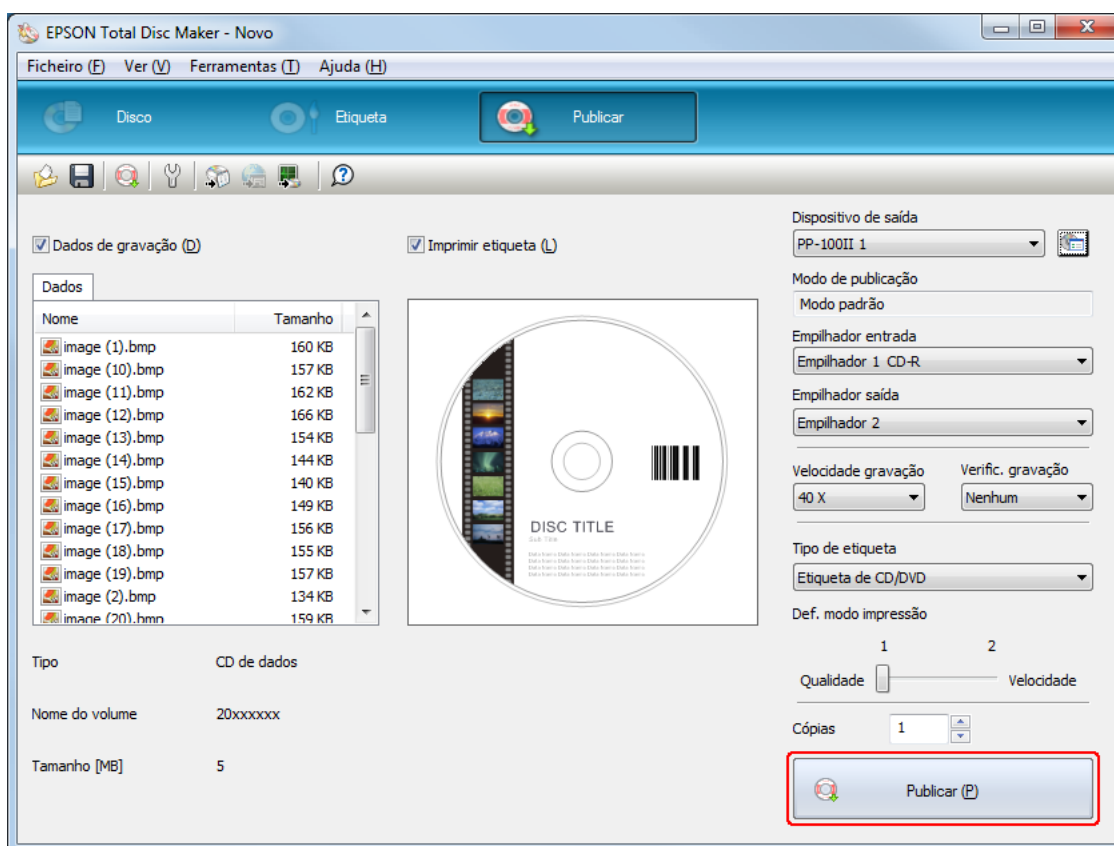 EPSON Total Disc Maker - Novo
Ficheiro (F) Ver (V) Ferramentas (T) Ajuda (H)
Disco Etiqueta Publicar
Dados de gravação (D)
Imprimir etiqueta (L)
Dados
Nome Tamanho
image (1).bmp 160 KB
image (10).bmp 157 KB
image (11).bmp 162 KB
image (12).bmp 166 KB
image (13).bmp 154 KB
image (14).bmp 144 KB
image (15).bmp 140 KB
image (16).bmp 149 KB
image (17).bmp 156 KB
image (18).bmp 155 KB
image (19).bmp 157 KB
image (2).bmp 134 KB
image (20).bmp 159 KB
DISC TITLE
Sub Title
Tipo CD de dados
Nome do volume 20xxxxxx
Tamanho [MB] 5
Dispositivo de saída
PP-100II 1
Modo de publicação
Modo padrão
Empilhador entrada
Empilhador 1 CD-R
Empilhador saída
Empilhador 2
Velocidade gravação Verific. gravação
40 X Nenhum
Tipo de etiqueta
Etiqueta de CD/DVD
Def. modo impressão
1 2
Qualidade Velocidade
Cópias 1
Publicar (P)